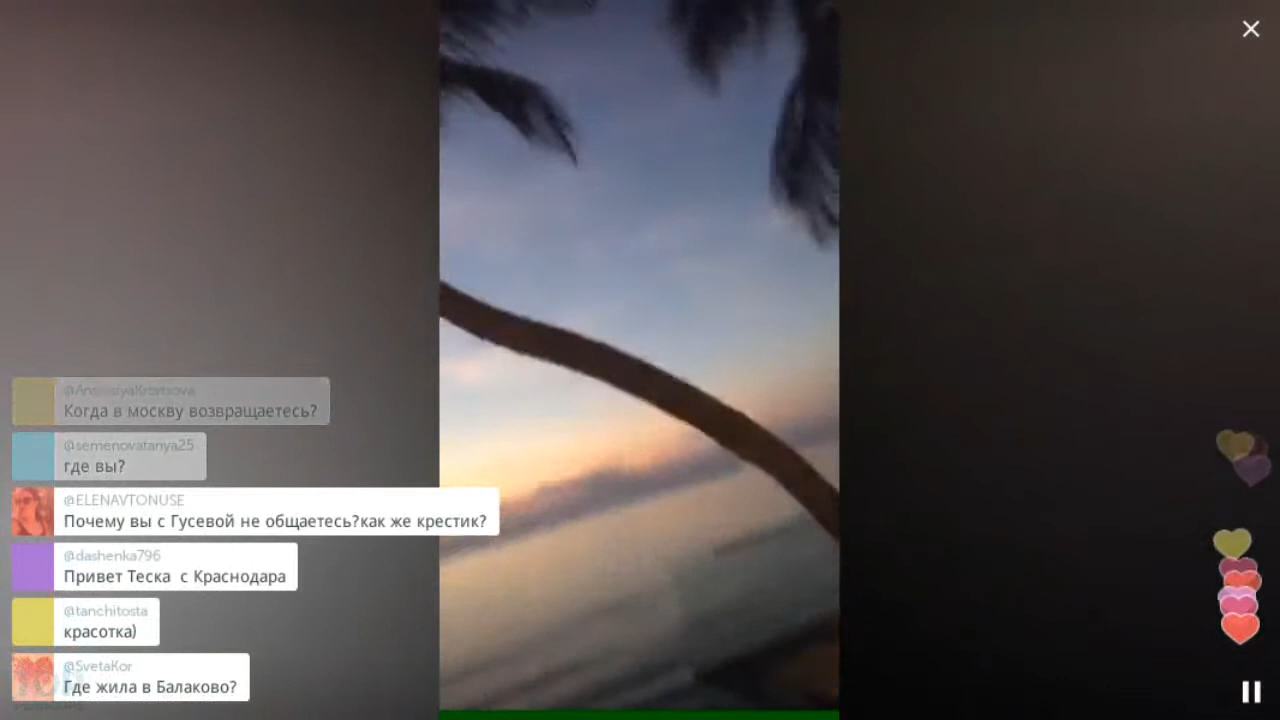 Когда в москву возвращаетесь?
@semenovatanya25
где вы?
@ELENAVTONUSE
Почему вы с Гусевой не общаетесь?как же крестик?
@dashenka796
Привет Теска с Краснодара
@tanchitosta
красотка)
@SvetaKor
Где жила в Балаково?